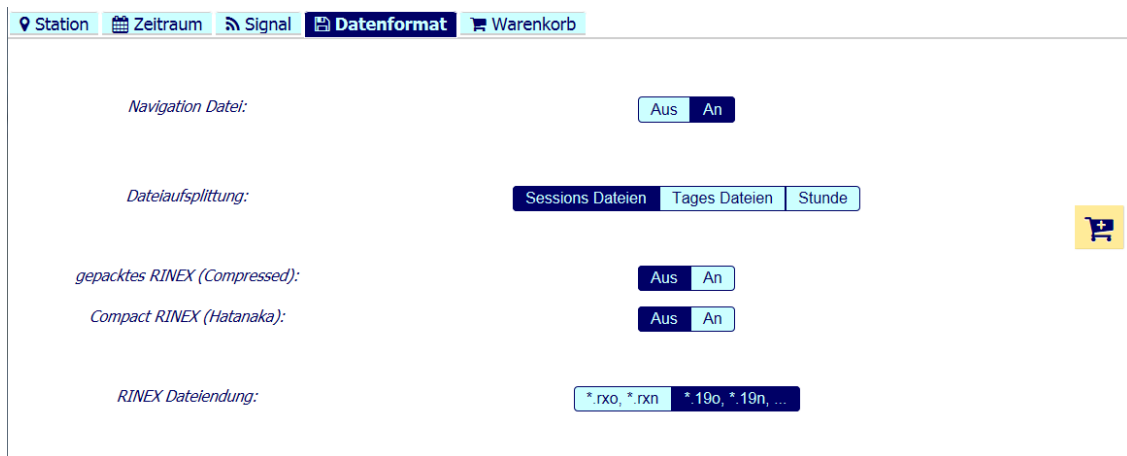 Station Zeitraum Signal Datenformat Warenkorb
Navigation Datei: Aus An
Dateiaufsplittung: Sessions Dateien Tages Dateien Stunde
gepacktes RINEX (Compressed): Aus An
Compact RINEX (Hatanaka): Aus An
RINEX Dateiendung: *.rxo, *.rxn *.19o, *.19n, ...